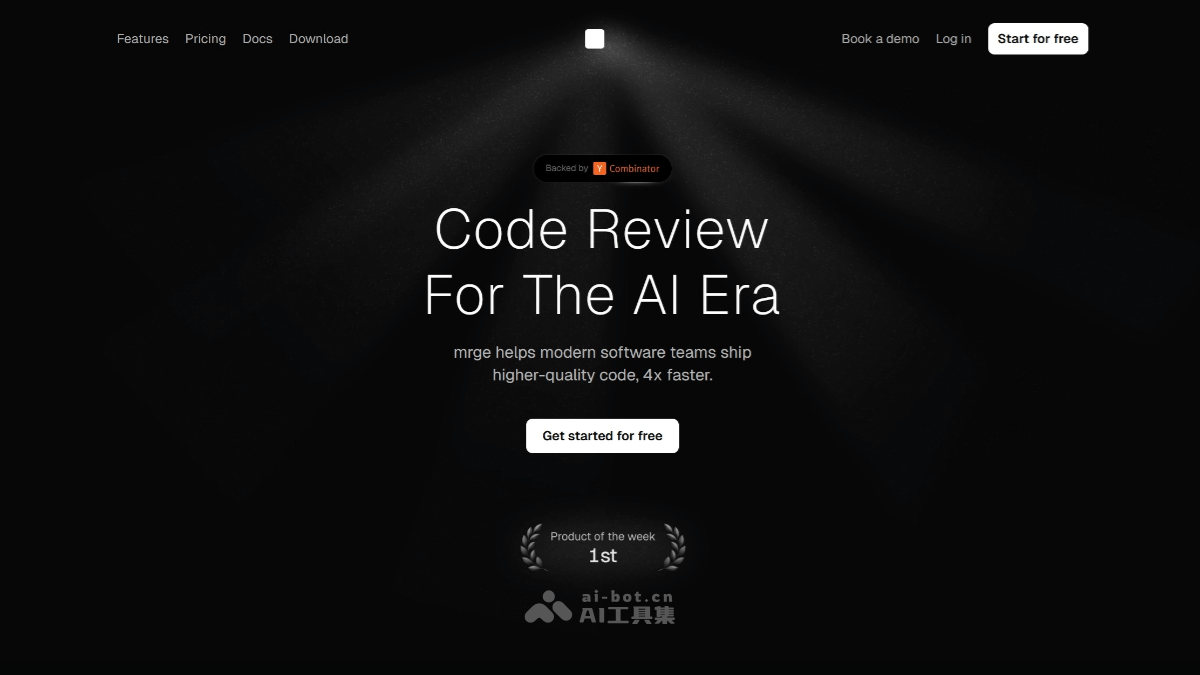 Features Pricing Docs Download
Book a demo Log in Start for free
Backed by Y Combinator
Code Review
For The AI Era
mrge helps modern software teams ship
higher-quality code, 4x faster.
Get started for free
Product of the week
1st
ai-bot.cn
AI工具集